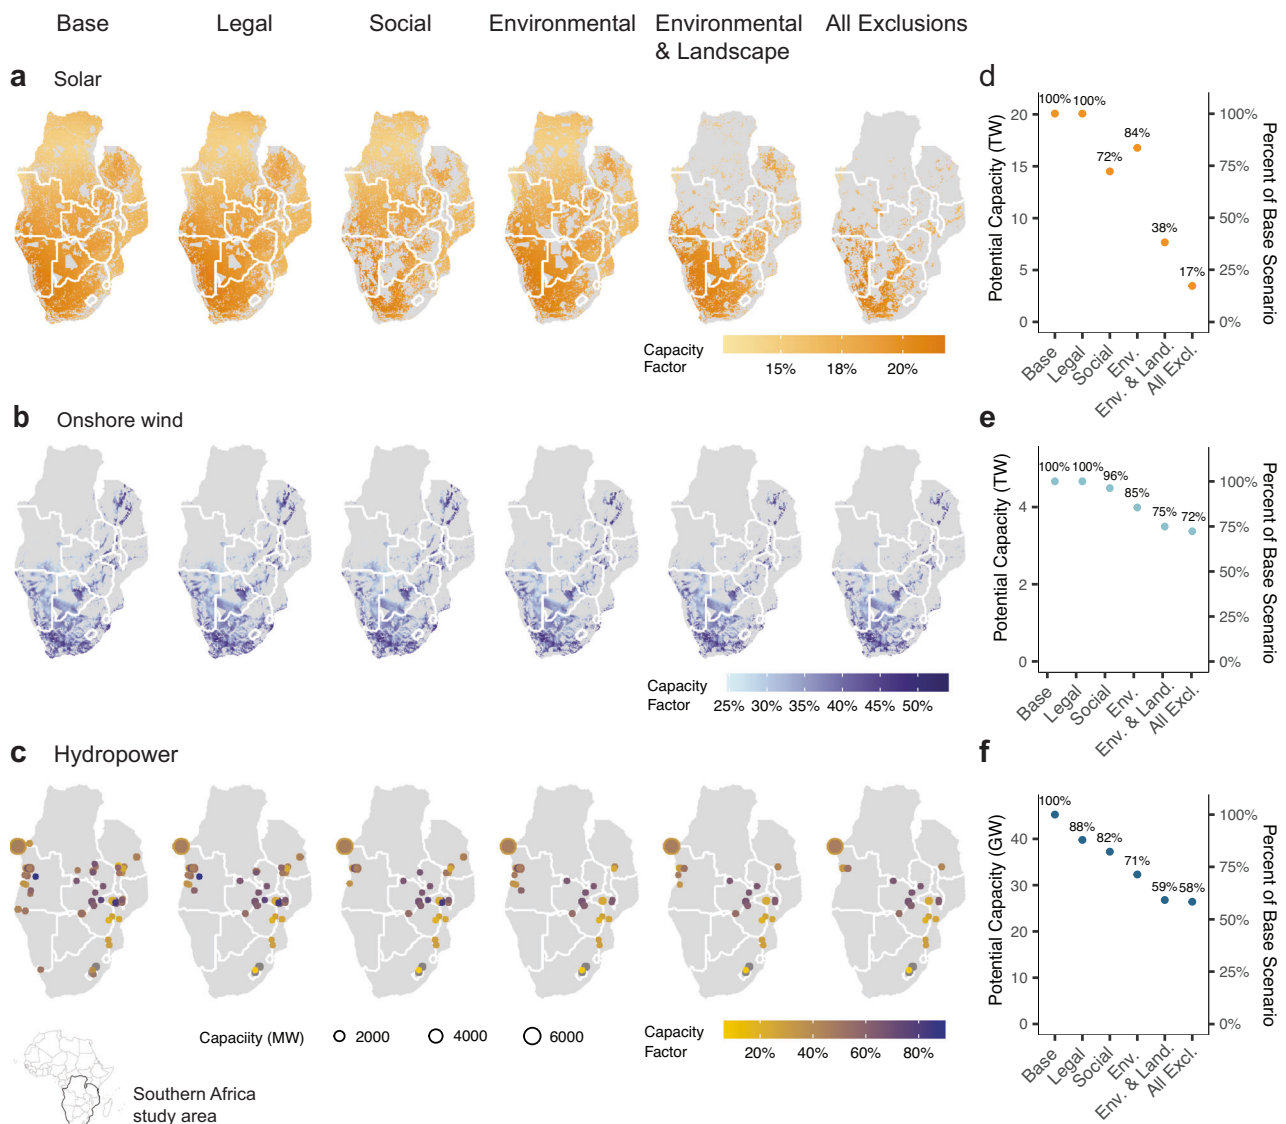 Base Legal Social Environmental Environmental All Exclusions
& Landscape
a Solar
Capacity
Factor
15% 18% 20%
d
Potential Capacity (TW)
20
15
10
5
0
100% 100%
72%
84%
38%
17%
100%
75%
50%
25%
0%
Percent of Base Scenario
Base
Legal
Social
Env.
Env. & Land.
All Excl.
b Onshore wind
Capacity
Factor
25% 30% 35% 40% 45% 50%
e
Potential Capacity (TW)
4
2
0
100% 100%
96%
85%
75%
72%
100%
75%
50%
25%
0%
Percent of Base Scenario
Base
Legal
Social
Env.
Env. & Land.
All Excl.
c Hydropower
Capaciity (MW) 2000 4000 6000
Capacity
Factor
20% 40% 60% 80%
Southern Africa
study area
f
Potential Capacity (GW)
40
30
20
10
0
100%
88%
82%
71%
59% 58%
100%
75%
50%
25%
0%
Percent of Base Scenario
Base
Legal
Social
Env.
Env. & Land.
All Excl.